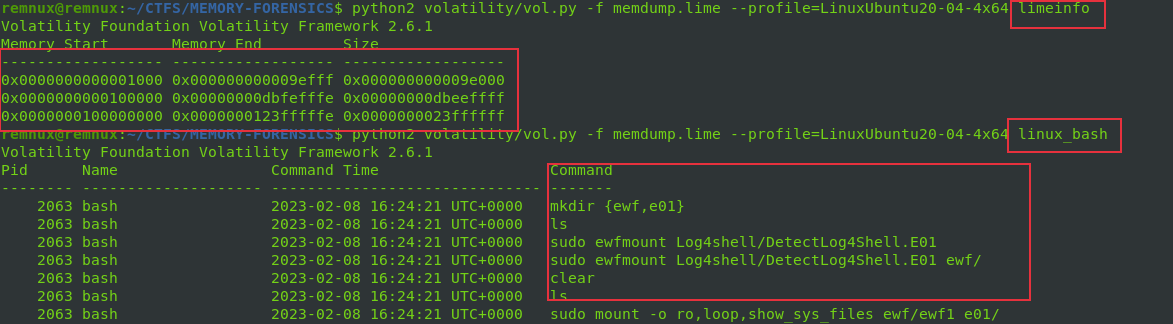 remnux@remnux:~/CTFS/MEMORY-FORENSICS$ python2 volatility/vol.py -f memdump.lime --profile=LinuxUbuntu20-04-4x64 limeinfo
Volatility Foundation Volatility Framework 2.6.1
Memory Start       Memory End         Size
------------------ ------------------ ------------------
0x0000000000001000 0x000000000009efff 0x000000000009e000
0x0000000000100000 0x00000000dbfefffe 0x00000000dbeeffff
0x0000000100000000 0x0000000123fffffe 0x0000000023ffffff
remnux@remnux:~/CTFS/MEMORY-FORENSICS$ python2 volatility/vol.py -f memdump.lime --profile=LinuxUbuntu20-04-4x64 linux_bash
Volatility Foundation Volatility Framework 2.6.1
Pid      Name                 Command Time                   Command
-------- -------------------- ------------------------------ -------
    2063 bash                 2023-02-08 16:24:21 UTC+0000   mkdir {ewf,e01}
    2063 bash                 2023-02-08 16:24:21 UTC+0000   ls
    2063 bash                 2023-02-08 16:24:21 UTC+0000   sudo ewfmount Log4shell/DetectLog4Shell.E01
    2063 bash                 2023-02-08 16:24:21 UTC+0000   sudo ewfmount Log4shell/DetectLog4Shell.E01 ewf/
    2063 bash                 2023-02-08 16:24:21 UTC+0000   clear
    2063 bash                 2023-02-08 16:24:21 UTC+0000   ls
    2063 bash                 2023-02-08 16:24:21 UTC+0000   sudo mount -o ro,loop,show_sys_files ewf/ewf1 e01/